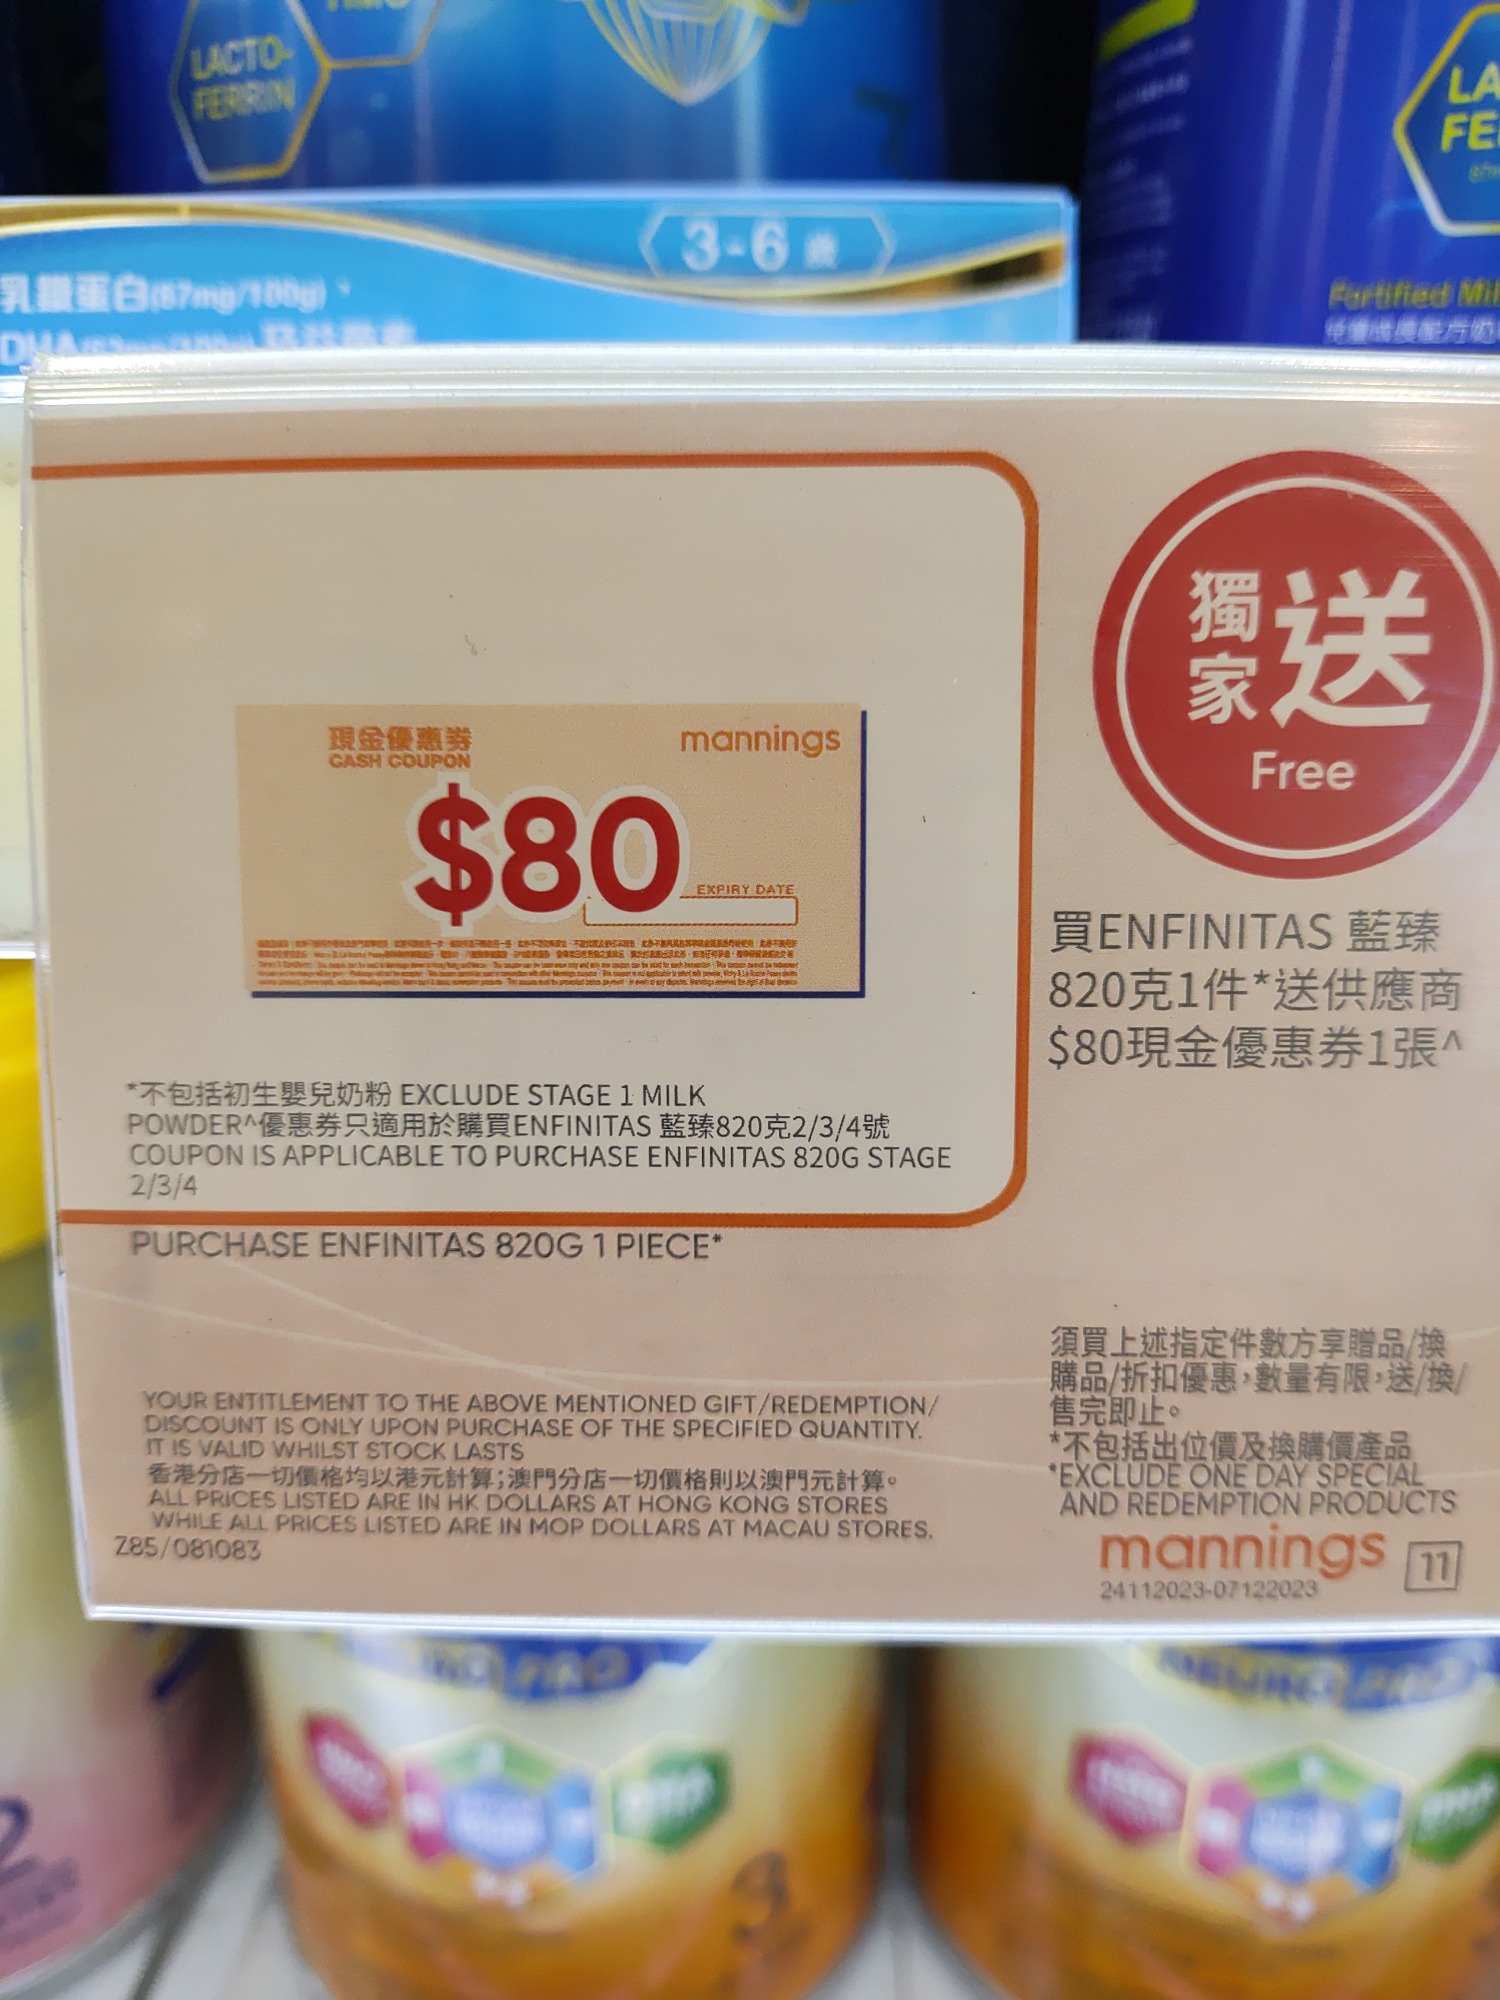 LACTO-
FERRIN
LA
FE
3-6 歲
乳鐵蛋白(67mg/100g)
DHA
Fortified Mil
獨家送
Free
現金優惠券
CASH COUPON
mannings
$80
EXPIRY DATE
買ENFINITAS 藍臻
820克1件*送供應商
$80現金優惠券1張^
*不包括初生嬰兒奶粉 EXCLUDE STAGE 1 MILK
POWDER^優惠券只適用於購買ENFINITAS 藍臻820克2/3/4號
COUPON IS APPLICABLE TO PURCHASE ENFINITAS 820G STAGE
2/3/4
PURCHASE ENFINITAS 820G 1 PIECE*
須買上述指定件數方享贈品/換
購品/折扣優惠，數量有限，送/換/
售完即止。
*不包括出位價及換購價產品
*EXCLUDE ONE DAY SPECIAL
AND REDEMPTION PRODUCTS
YOUR ENTITLEMENT TO THE ABOVE MENTIONED GIFT/REDEMPTION/
DISCOUNT IS ONLY UPON PURCHASE OF THE SPECIFIED QUANTITY.
IT IS VALID WHILST STOCK LASTS
香港分店一切價格均以港元計算;澳門分店一切價格則以澳門元計算。
ALL PRICES LISTED ARE IN HK DOLLARS AT HONG KONG STORES
WHILE ALL PRICES LISTED ARE IN MOP DOLLARS AT MACAU STORES.
Z85/081083
mannings 11
24112023-07122023
2
3